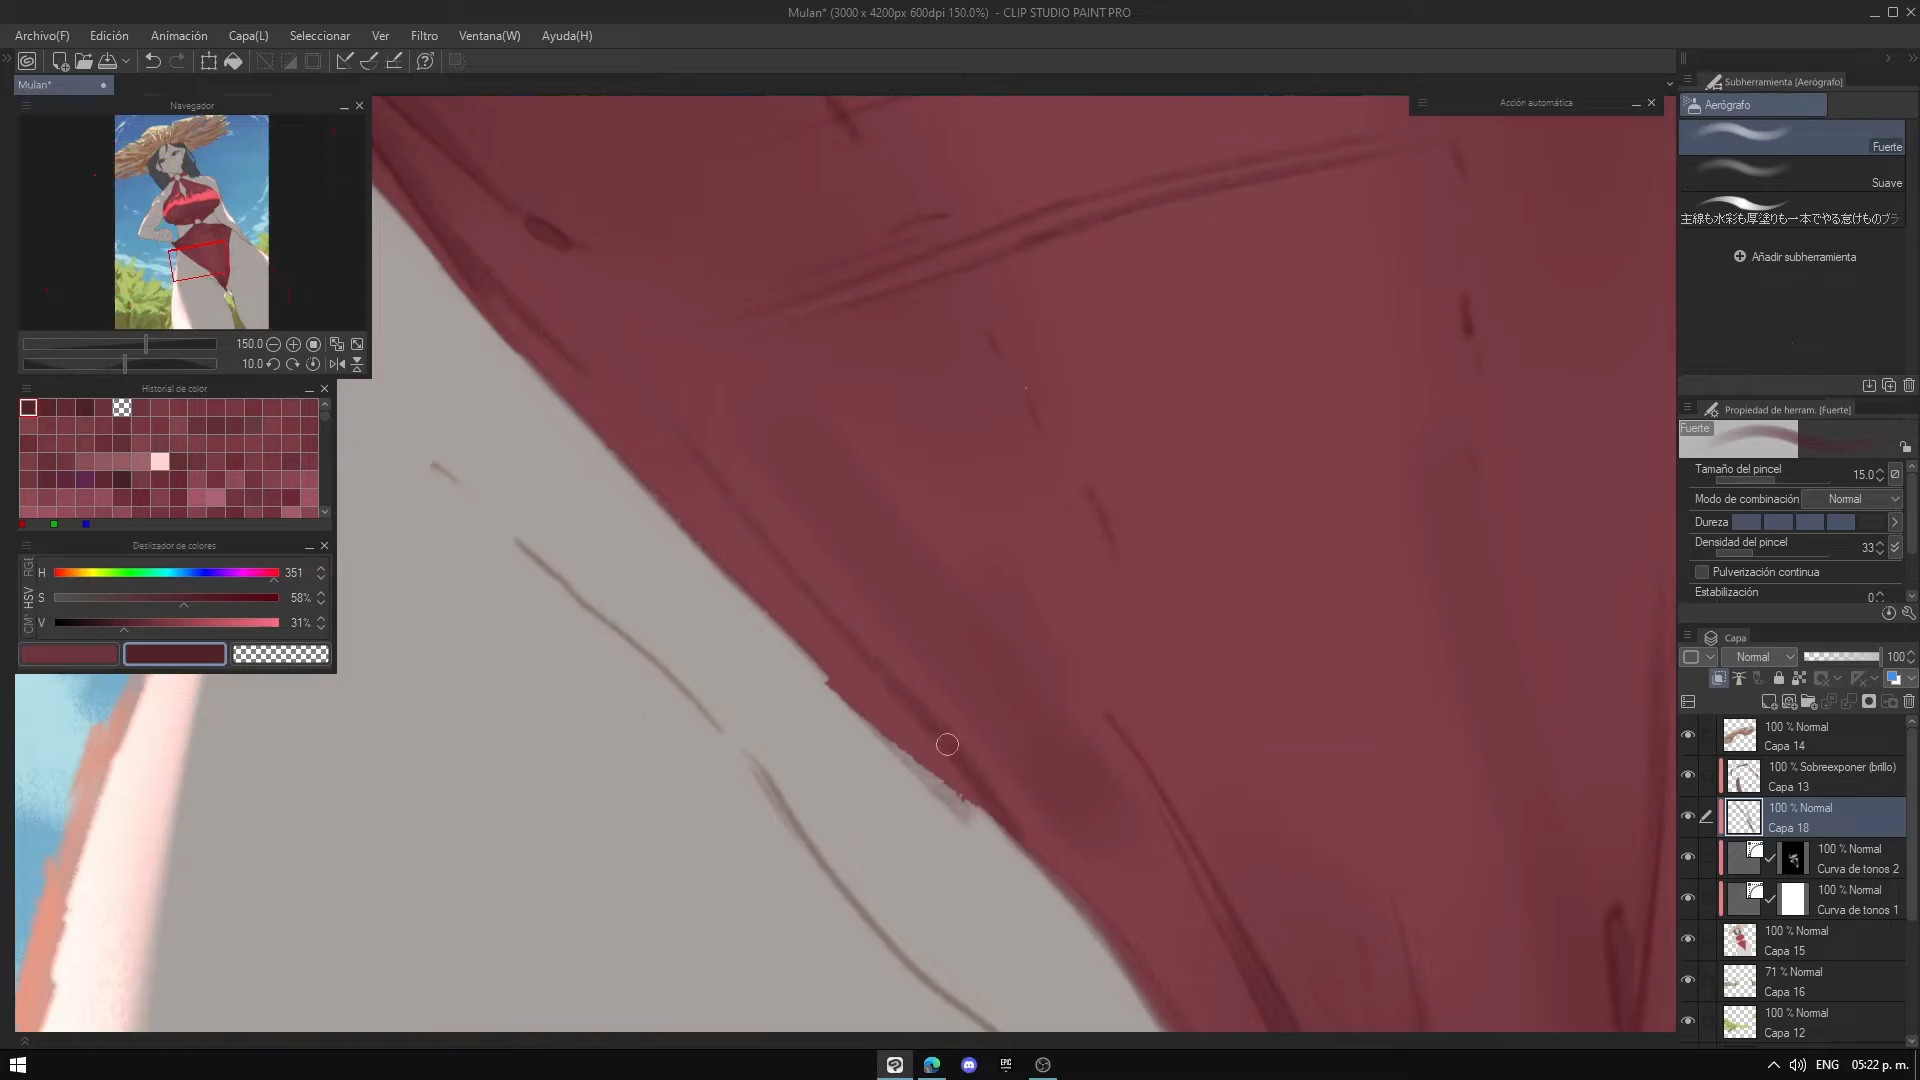 Mulan* (3000 x 4200px 600dpi 150.0%) - CLIP STUDIO PAINT PRO
Archivo(F) Edición Animación Capa(L) Seleccionar Ver Filtro Ventana(W) Ayuda(H)
Mulan*
Navegador
150.0
10.0
Historial de color
Deslizador de colores
RGB
HSV
H 351
S 58%
V 31%
Acción automática
Subherramienta [Aerógrafo]
Aerógrafo
Fuerte
Suave
主線も水彩も厚塗りも一本でやる怠けものブラ
Añadir subherramienta
Propiedad de herram. [Fuerte]
Fuerte
Tamaño del pincel 15.0
Modo de combinación Normal
Dureza
Densidad del pincel 33
Pulverización continua
Estabilización 0
Capa
Normal 100
100 % Normal
Capa 14
100 % Sobreexponer (brillo)
Capa 13
100 % Normal
Capa 18
100 % Normal
Curva de tonos 2
100 % Normal
Curva de tonos 1
100 % Normal
Capa 15
71 % Normal
Capa 16
100 % Normal
Capa 12
EPIC
ENG 05:22 p. m.